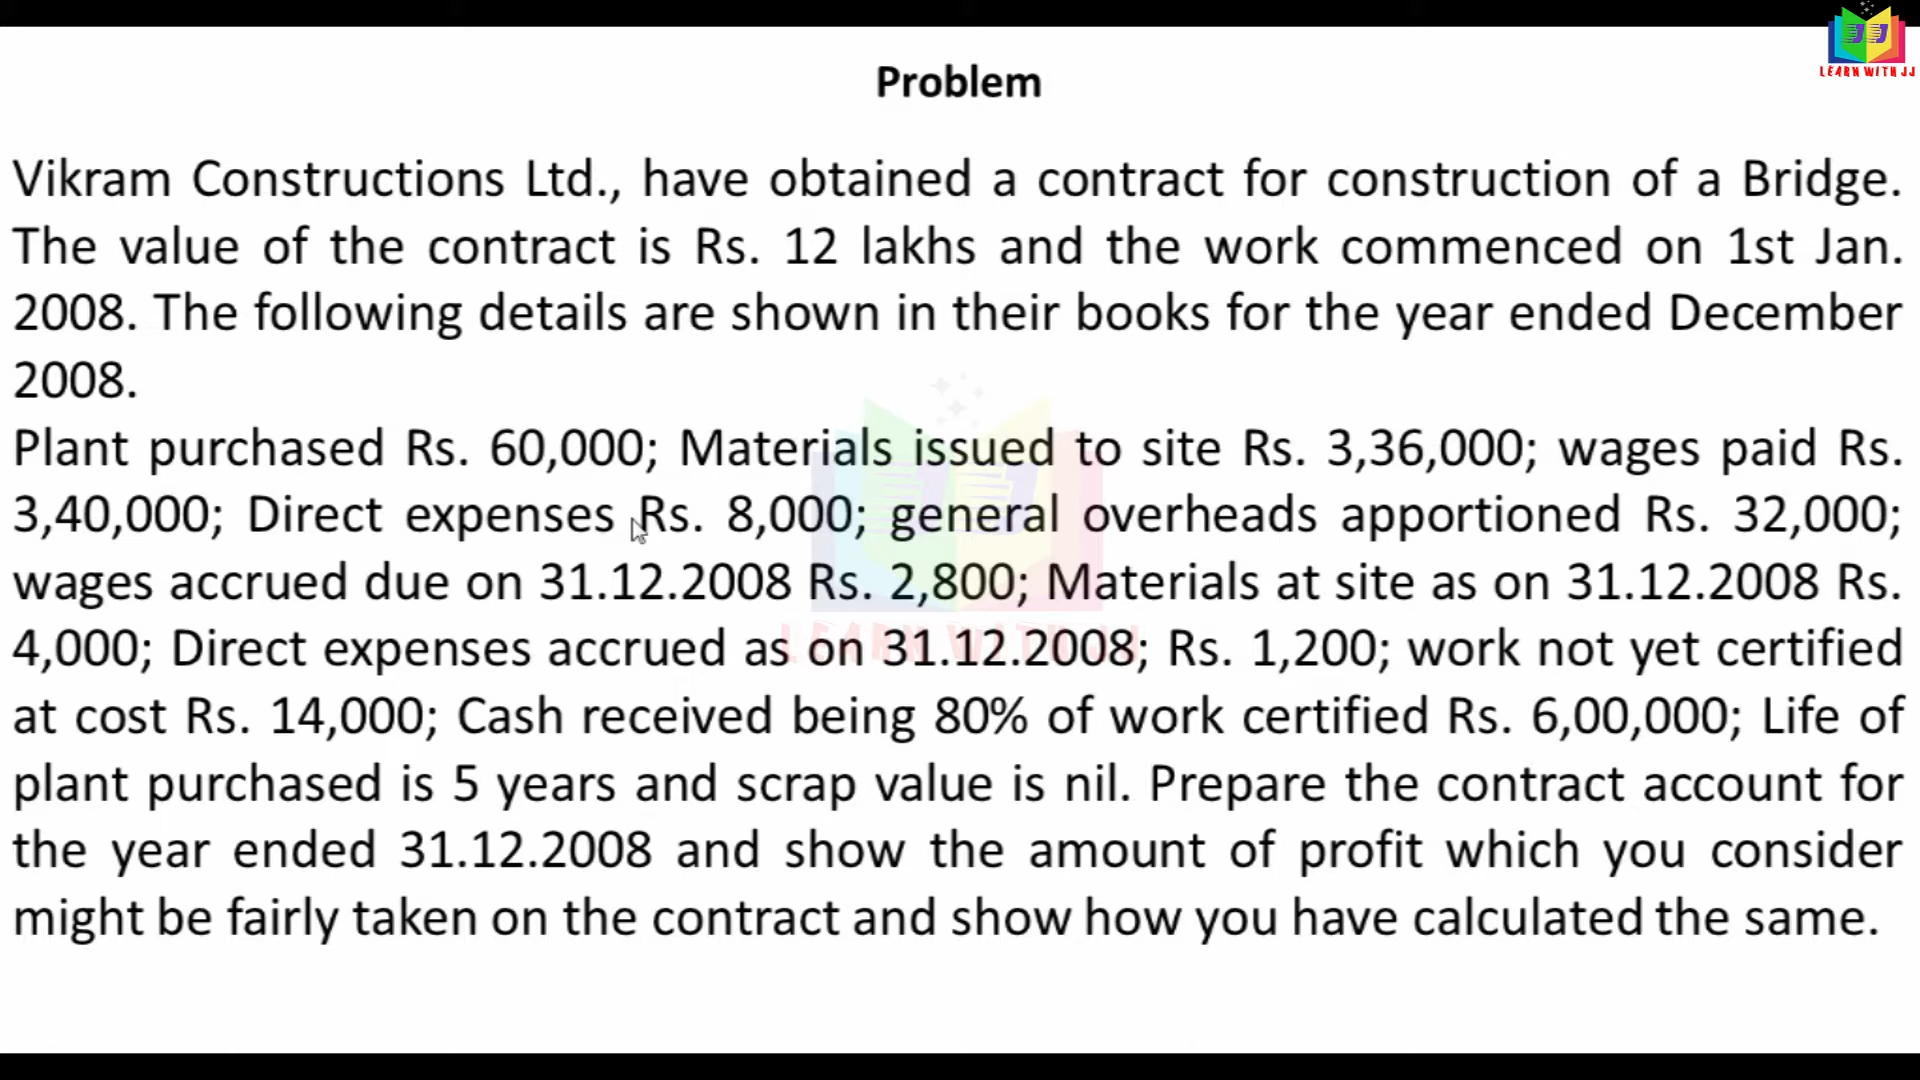 LEARN WITH JJ
Problem
Vikram Constructions Ltd., have obtained a contract for construction of a Bridge.
The value of the contract is Rs. 12 lakhs and the work commenced on 1st Jan.
2008. The following details are shown in their books for the year ended December
2008.
Plant purchased Rs. 60,000; Materials issued to site Rs. 3,36,000; wages paid Rs.
3,40,000; Direct expenses Rs. 8,000; general overheads apportioned Rs. 32,000;
wages accrued due on 31.12.2008 Rs. 2,800; Materials at site as on 31.12.2008 Rs.
4,000; Direct expenses accrued as on 31.12.2008; Rs. 1,200; work not yet certified
at cost Rs. 14,000; Cash received being 80% of work certified Rs. 6,00,000; Life of
plant purchased is 5 years and scrap value is nil. Prepare the contract account for
the year ended 31.12.2008 and show the amount of profit which you consider
might be fairly taken on the contract and show how you have calculated the same.
LEARN WITH JJ